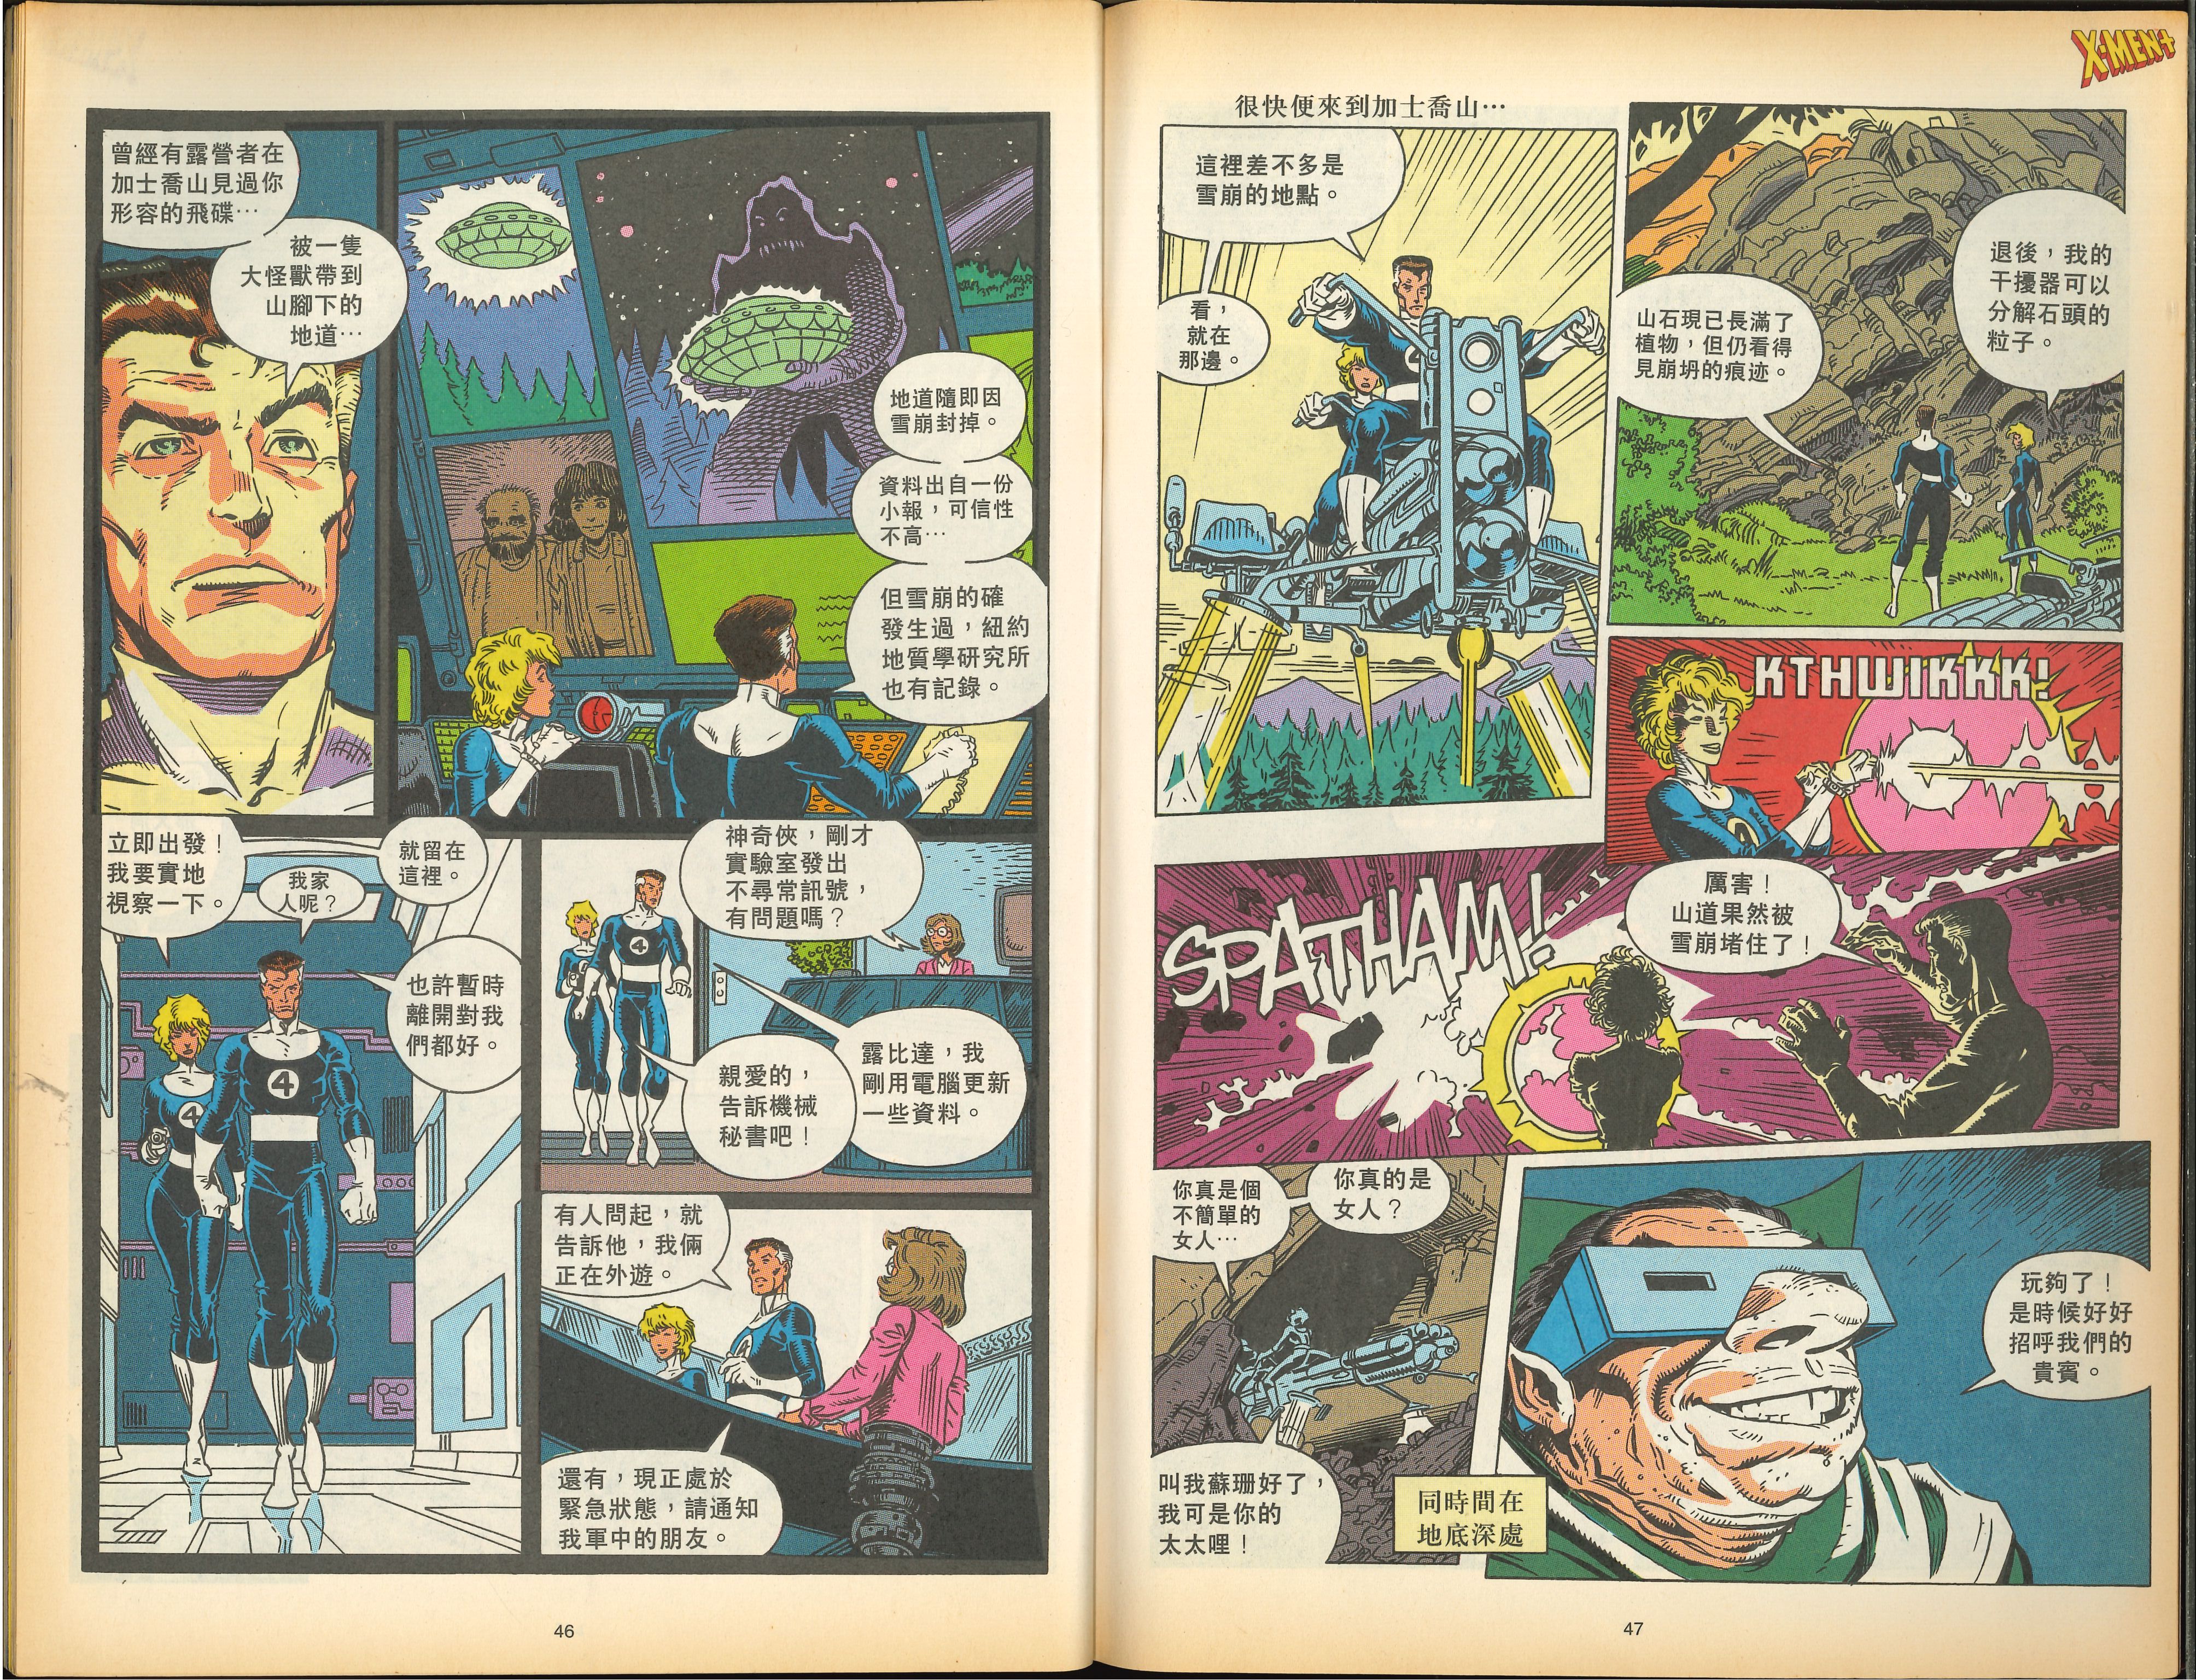 曾經有露營者在
加士喬山見過你
形容的飛碟…
被一隻
大怪獸帶到
山腳下的
地道…
地道隨即因
雪崩封掉。
資料出自一份
小報，可信性
不高…
但雪崩的確
發生過，紐約
地質學研究所
也有記錄。
立即出發！
我要實地
視察一下。
我家
人呢？
就留在
這裡。
也許暫時
離開對我
們都好。
4
4
神奇俠，剛才
實驗室發出
不尋常訊號，
有問題嗎？
4
親愛的，
告訴機械
秘書吧！
露比達，我
剛用電腦更新
一些資料。
有人問起，就
告訴他，我倆
正在外遊。
還有，現正處於
緊急狀態，請通知
我軍中的朋友。
46
X-MEN+
很快便來到加士喬山…
這裡差不多是
雪崩的地點。
看，
就在
那邊。
山石現已長滿了
植物，但仍看得
見崩坍的痕迹。
退後，我的
干擾器可以
分解石頭的
粒子。
KTHWIKKK!
SPATHAM!
厲害！
山道果然被
雪崩堵住了！
你真是個
不簡單的
女人…
你真的是
女人？
叫我蘇珊好了，
我可是你的
太太哩！
同時間在
地底深處
玩夠了！
是時候好好
招呼我們的
貴賓。
47